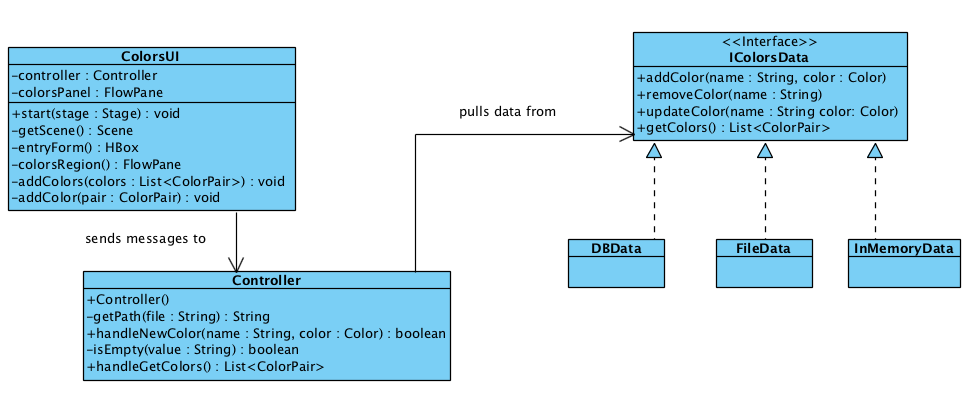 ColorsUI
-controller : Controller
-colorsPanel : FlowPane
+start(stage : Stage) : void
-getScene() : Scene
-entryForm() : HBox
-colorsRegion() : FlowPane
-addColors(colors : List<ColorPair>) : void
-addColor(pair : ColorPair) : void
sends messages to
Controller
+Controller()
-getPath(file : String) : String
+handleNewColor(name : String, color : Color) : boolean
-isEmpty(value : String) : boolean
+handleGetColors() : List<ColorPair>
pulls data from
<<Interface>>
IColorsData
+addColor(name : String, color : Color)
+removeColor(name : String)
+updateColor(name : String color: Color)
+getColors() : List<ColorPair>
DBData
FileData
InMemoryData